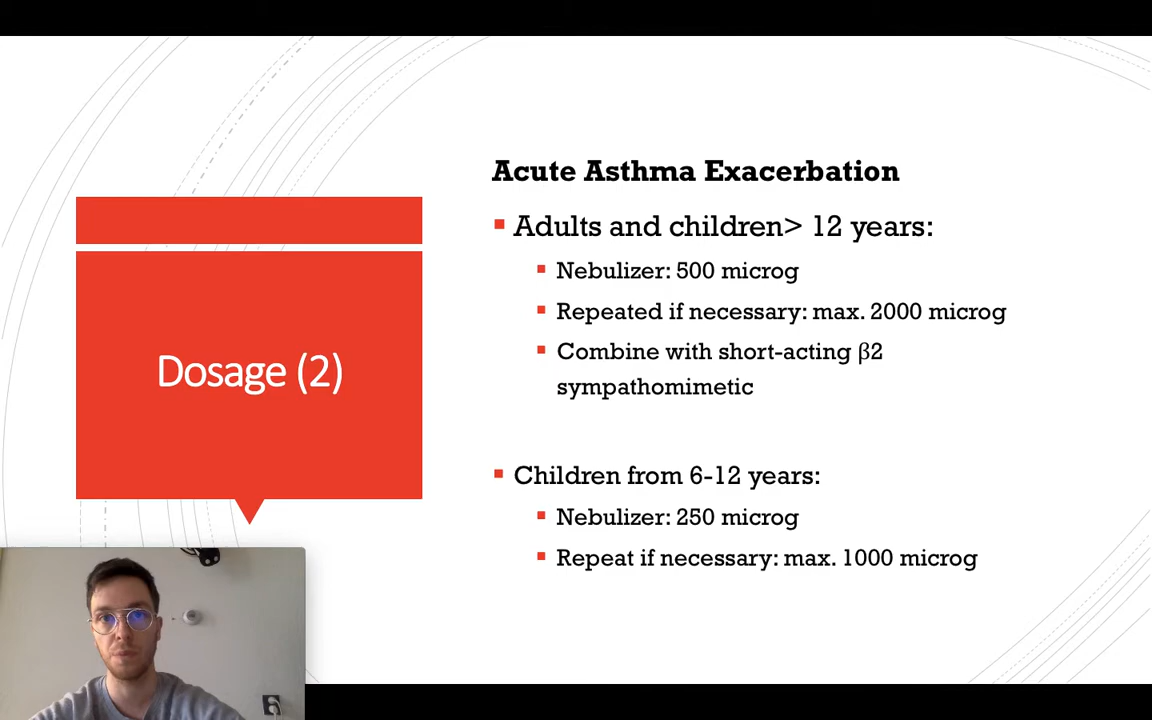 Dosage (2)
Acute Asthma Exacerbation
Adults and children> 12 years:
Nebulizer: 500 microg
Repeated if necessary: max. 2000 microg
Combine with short-acting β2
sympathomimetic
Children from 6-12 years:
Nebulizer: 250 microg
Repeat if necessary: max. 1000 microg